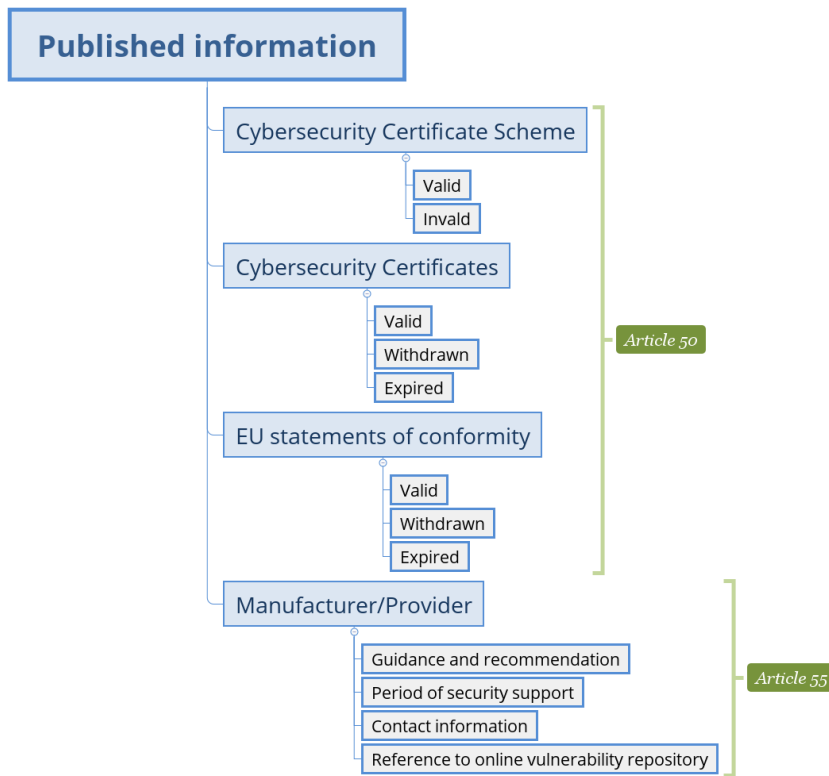 Published information
Cybersecurity Certificate Scheme
Valid
Invald
Cybersecurity Certificates
Valid
Withdrawn
Expired
Article 50
EU statements of conformity
Valid
Withdrawn
Expired
Manufacturer/Provider
Guidance and recommendation
Period of security support
Contact information
Reference to online vulnerability repository
Article 55